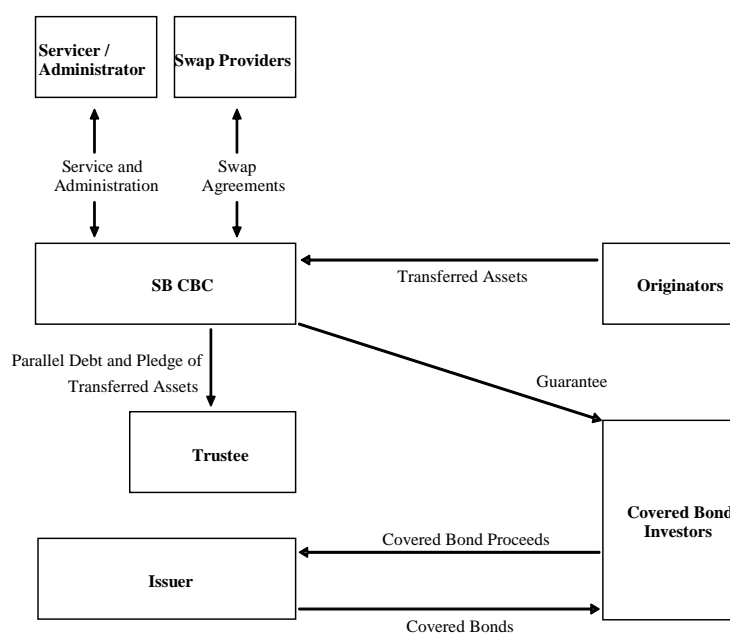 Servicer /
Administrator
Swap Providers
Service and
Administration
Swap
Agreements
SB CBC
Transferred Assets
Originators
Parallel Debt and Pledge of
Transferred Assets
Guarantee
Trustee
Covered Bond
Investors
Covered Bond Proceeds
Issuer
Covered Bonds